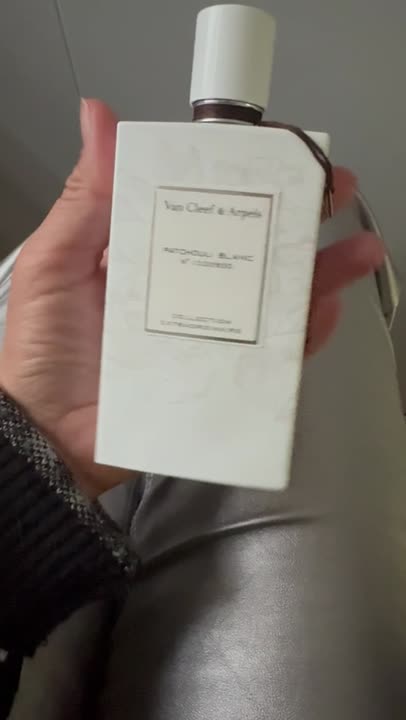 Van Cleef & Arpels
PATCHOULI BLANC
COLLECTION
EXTRAORDINAIRE